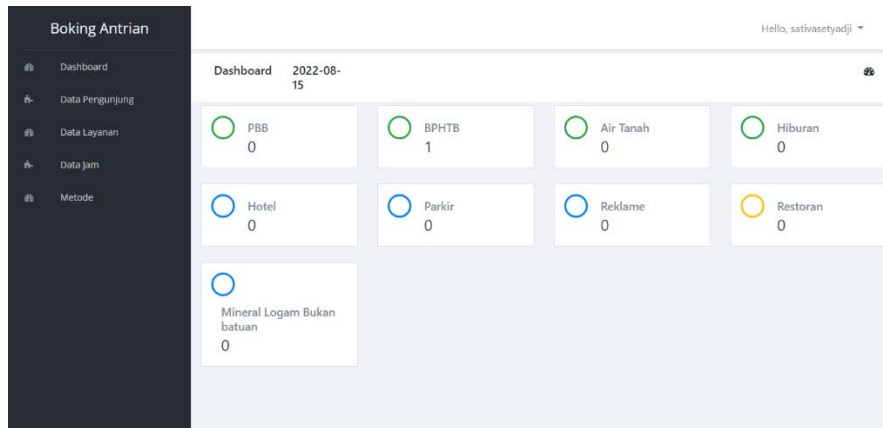 Boking Antrian
Hello, sativasetyadji
Dashboard
Data Pengunjung
Data Layanan
Data Jam
Metode
Dashboard 2022-08-
15
PBB
0
BPHTB
1
Air Tanah
0
Hiburan
0
Hotel
0
Parkir
0
Reklame
0
Restoran
0
Mineral Logam Bukan
batuan
0